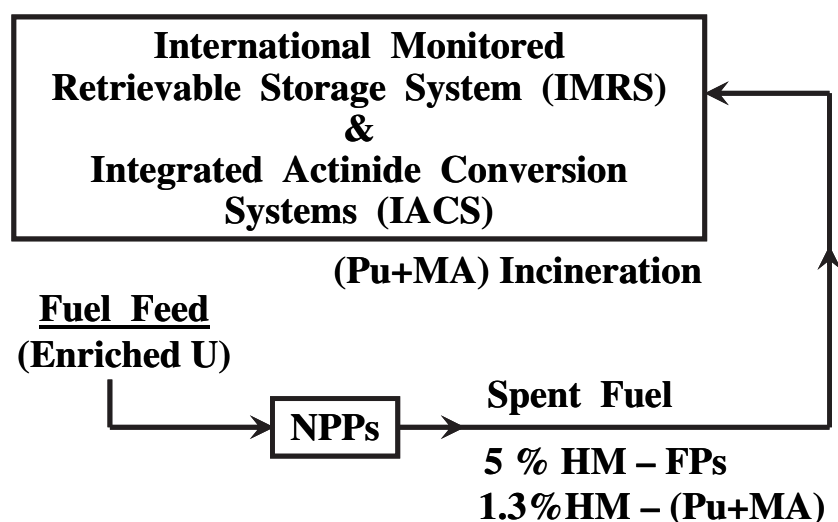 International Monitored
Retrievable Storage System (IMRS)
&
Integrated Actinide Conversion
Systems (IACS)
(Pu+MA) Incineration
Fuel Feed
(Enriched U)
NPPs
Spent Fuel
5 % HM – FPs
1.3%HM – (Pu+MA)